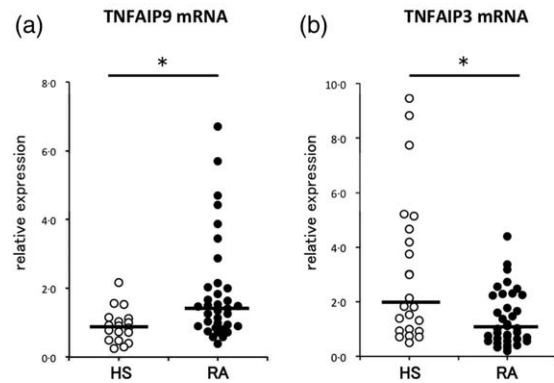 (a)
TNFAIP9 mRNA
*
relative expression
8·0
6·0
4·0
2·0
0·0
HS
RA
(b)
TNFAIP3 mRNA
*
relative expression
10·0
8·0
6·0
4·0
2·0
0·0
HS
RA